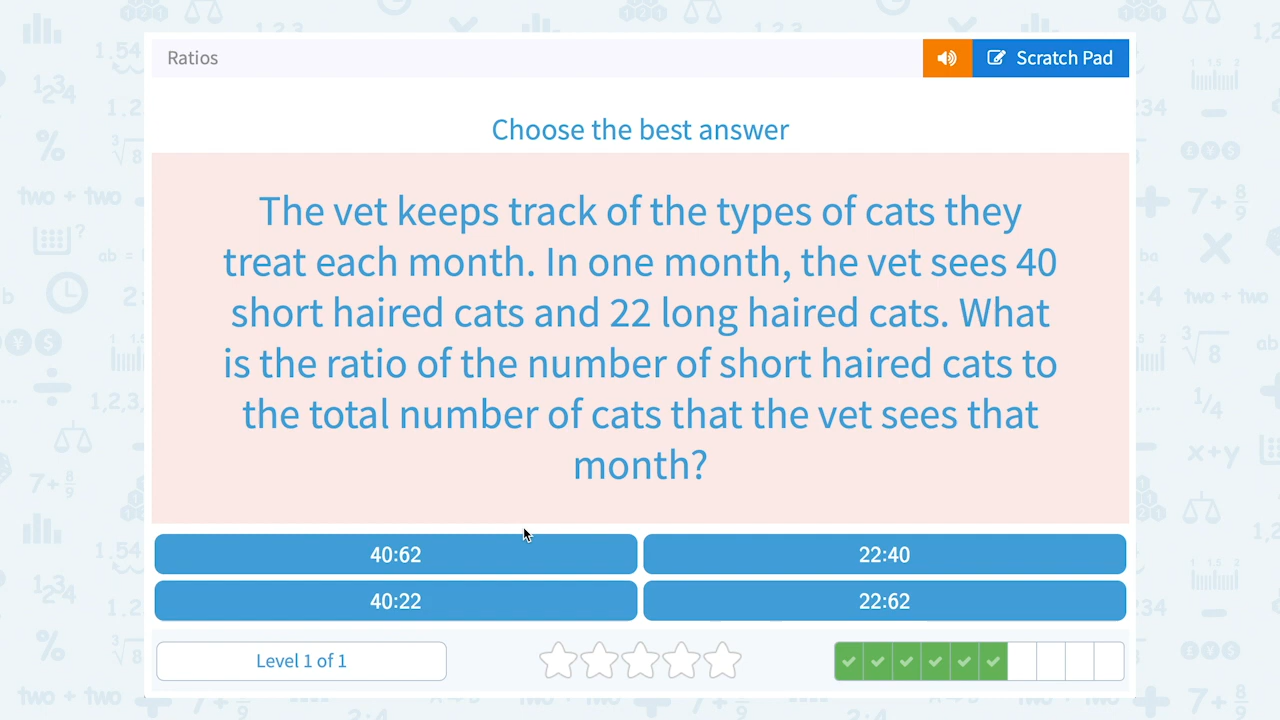 Ratios
Scratch Pad
Choose the best answer
The vet keeps track of the types of cats they
treat each month. In one month, the vet sees 40
short haired cats and 22 long haired cats. What
is the ratio of the number of short haired cats to
the total number of cats that the vet sees that
month?
40:62
22:40
40:22
22:62
Level 1 of 1